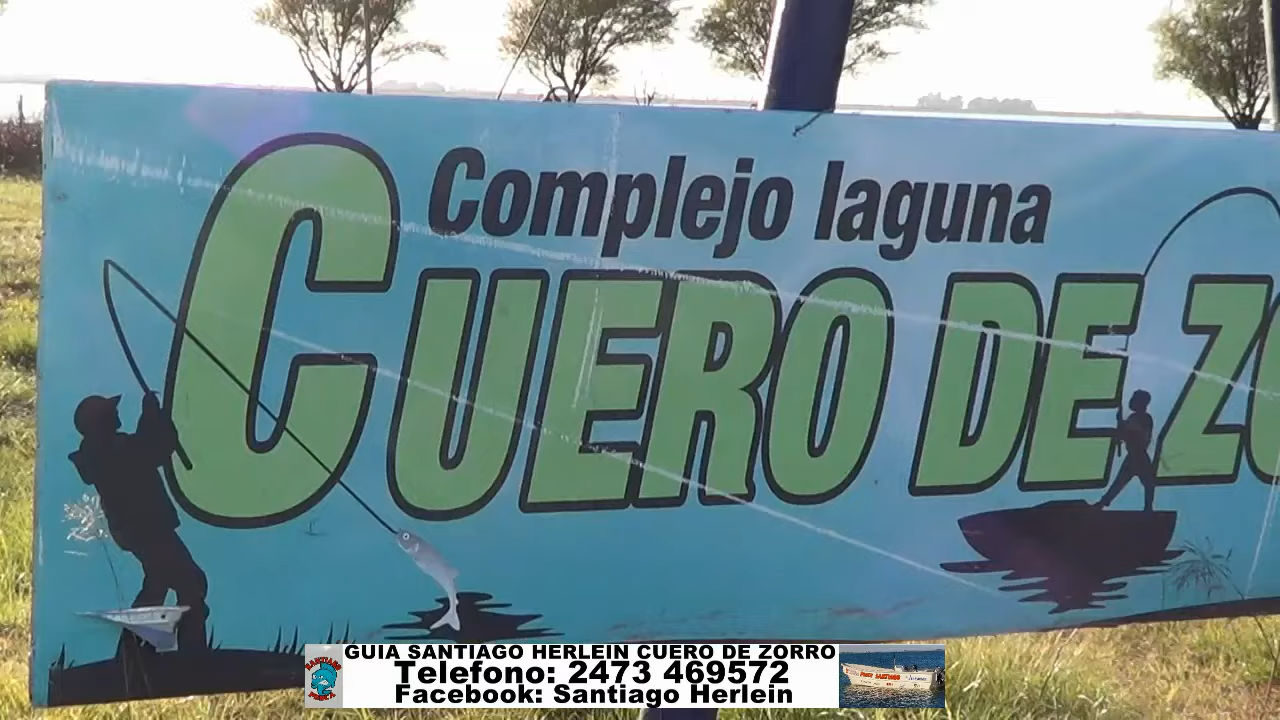 Complejo laguna
CUERO DE ZO
GUIA SANTIAGO HERLEIN CUERO DE ZORRO
Telefono: 2473 469572
Facebook: Santiago Herlein